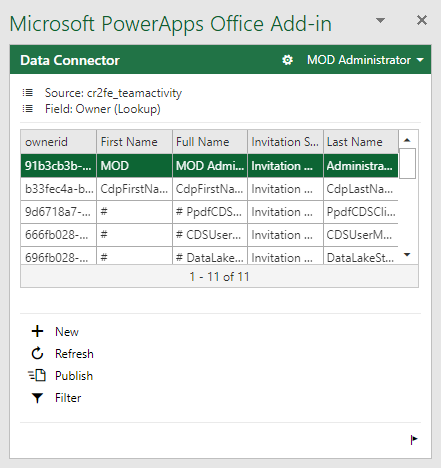 Microsoft PowerApps Office Add-in
Data Connector MOD Administrator
Source: cr2fe_teamactivity
Field: Owner (Lookup)
ownerid First Name Full Name Invitation S... Last Name
91b3cb3b-... MOD MOD Admi... Invitation ... Administra...
b33fec4a-b... CdpFirstNa... CdpFirstNa... Invitation ... CdpLastNa...
9d6718a7-... # # PpdfCDS... Invitation ... PpdfCDSCli...
666fb028-... # # CDSUser... Invitation ... CDSUserM...
696fb028-... # # DataLake... Invitation ... DataLakeSt...
1 - 11 of 11
New
Refresh
Publish
Filter